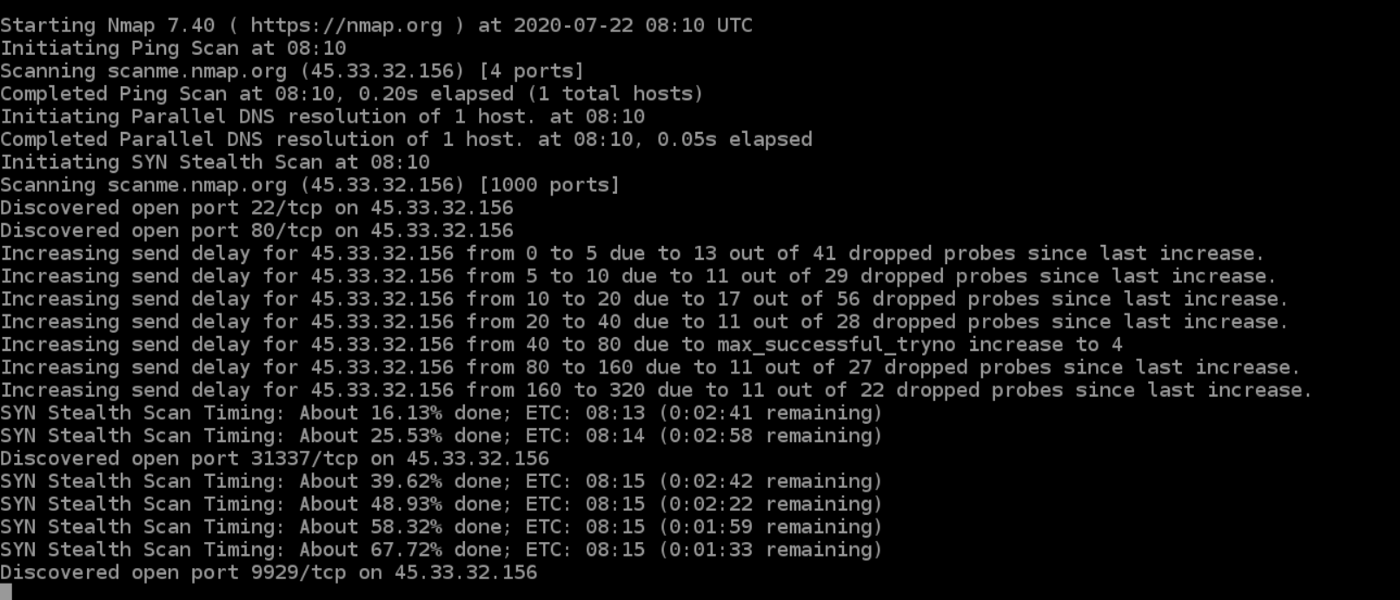 Starting Nmap 7.40 ( https://nmap.org ) at 2020-07-22 08:10 UTC
Initiating Ping Scan at 08:10
Scanning scanme.nmap.org (45.33.32.156) [4 ports]
Completed Ping Scan at 08:10, 0.20s elapsed (1 total hosts)
Initiating Parallel DNS resolution of 1 host. at 08:10
Completed Parallel DNS resolution of 1 host. at 08:10, 0.05s elapsed
Initiating SYN Stealth Scan at 08:10
Scanning scanme.nmap.org (45.33.32.156) [1000 ports]
Discovered open port 22/tcp on 45.33.32.156
Discovered open port 80/tcp on 45.33.32.156
Increasing send delay for 45.33.32.156 from 0 to 5 due to 13 out of 41 dropped probes since last increase.
Increasing send delay for 45.33.32.156 from 5 to 10 due to 11 out of 29 dropped probes since last increase.
Increasing send delay for 45.33.32.156 from 10 to 20 due to 17 out of 56 dropped probes since last increase.
Increasing send delay for 45.33.32.156 from 20 to 40 due to 11 out of 28 dropped probes since last increase.
Increasing send delay for 45.33.32.156 from 40 to 80 due to max_successful_tryno increase to 4
Increasing send delay for 45.33.32.156 from 80 to 160 due to 11 out of 27 dropped probes since last increase.
Increasing send delay for 45.33.32.156 from 160 to 320 due to 11 out of 22 dropped probes since last increase.
SYN Stealth Scan Timing: About 16.13% done; ETC: 08:13 (0:02:41 remaining)
SYN Stealth Scan Timing: About 25.53% done; ETC: 08:14 (0:02:58 remaining)
Discovered open port 31337/tcp on 45.33.32.156
SYN Stealth Scan Timing: About 39.62% done; ETC: 08:15 (0:02:42 remaining)
SYN Stealth Scan Timing: About 48.93% done; ETC: 08:15 (0:02:22 remaining)
SYN Stealth Scan Timing: About 58.32% done; ETC: 08:15 (0:01:59 remaining)
SYN Stealth Scan Timing: About 67.72% done; ETC: 08:15 (0:01:33 remaining)
Discovered open port 9929/tcp on 45.33.32.156